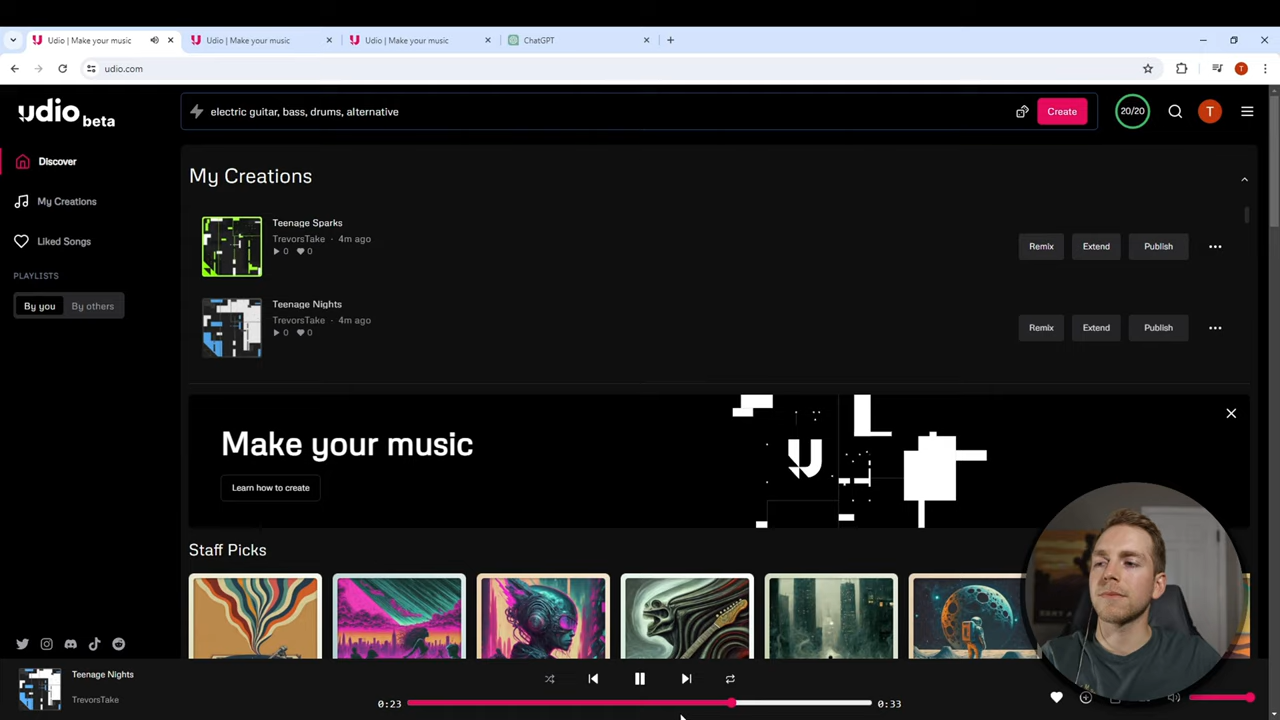 Udio | Make your music
Udio | Make your music
Udio | Make your music
ChatGPT
udio.com
T
udio beta
electric guitar, bass, drums, alternative
Create
20/20
T
Discover
My Creations
Liked Songs
PLAYLISTS
By you
By others
My Creations
Teenage Sparks
TrevorsTake · 4m ago
0 0
Remix
Extend
Publish
Teenage Nights
TrevorsTake · 4m ago
0 0
Remix
Extend
Publish
Make your music
Learn how to create
Staff Picks
Teenage Nights
TrevorsTake
0:23
0:33